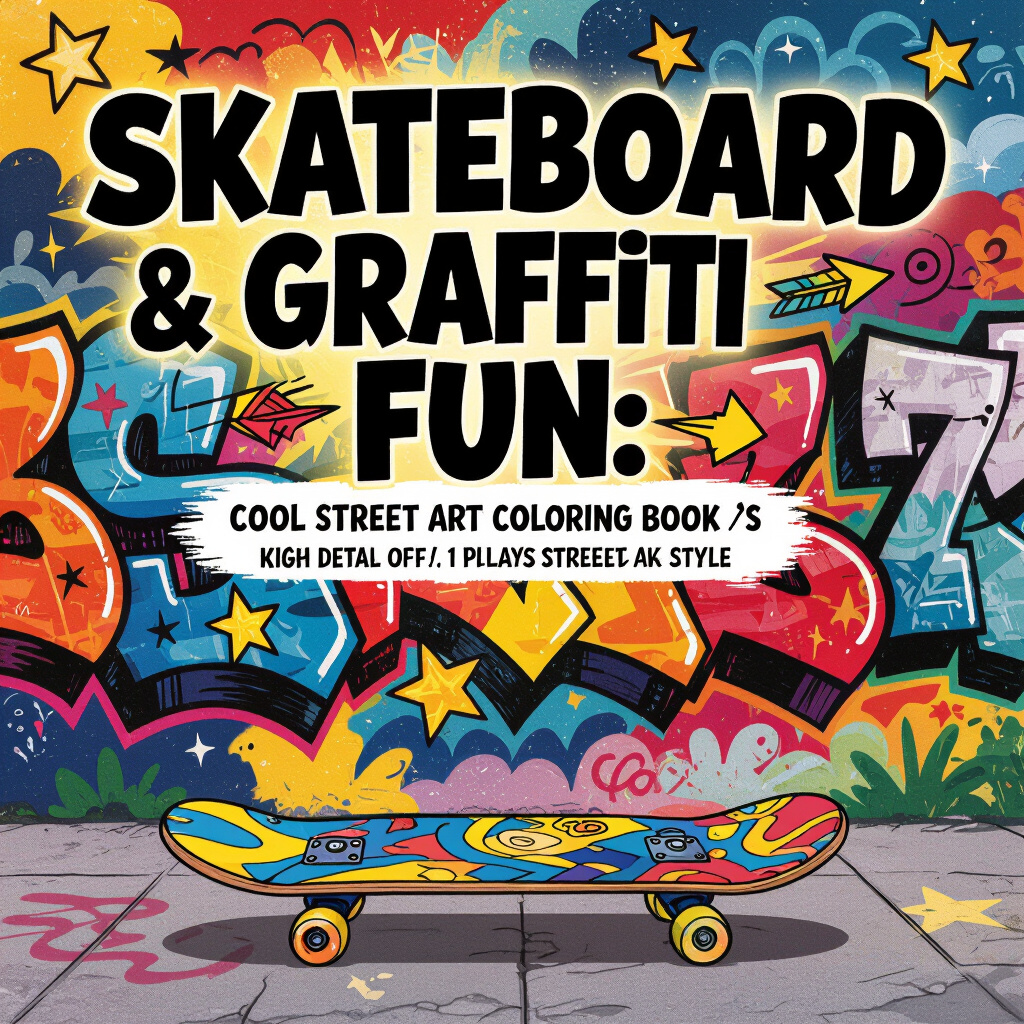 SKATEBOARD
& GRAFFITI
FUN:
COOL STREET ART COLORING BOOK /'S
KIGH DETAL OFF/. 1 PLLAYS STREEET AK STYLE